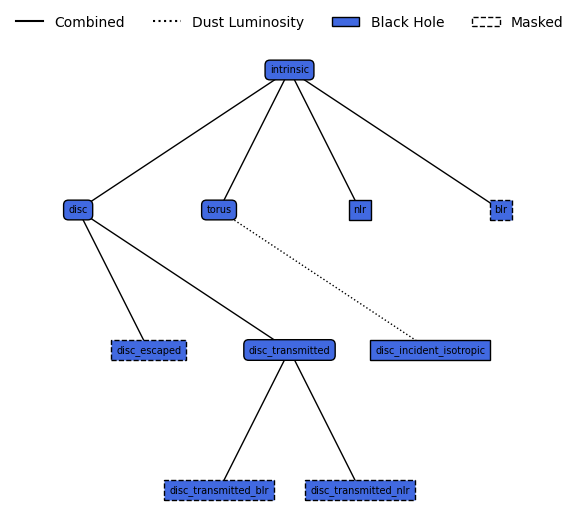 Combined Dust Luminosity Black Hole Masked
intrinsic
disc torus nlr blr
disc_escaped disc_transmitted disc_incident_isotropic
disc_transmitted_blr disc_transmitted_nlr